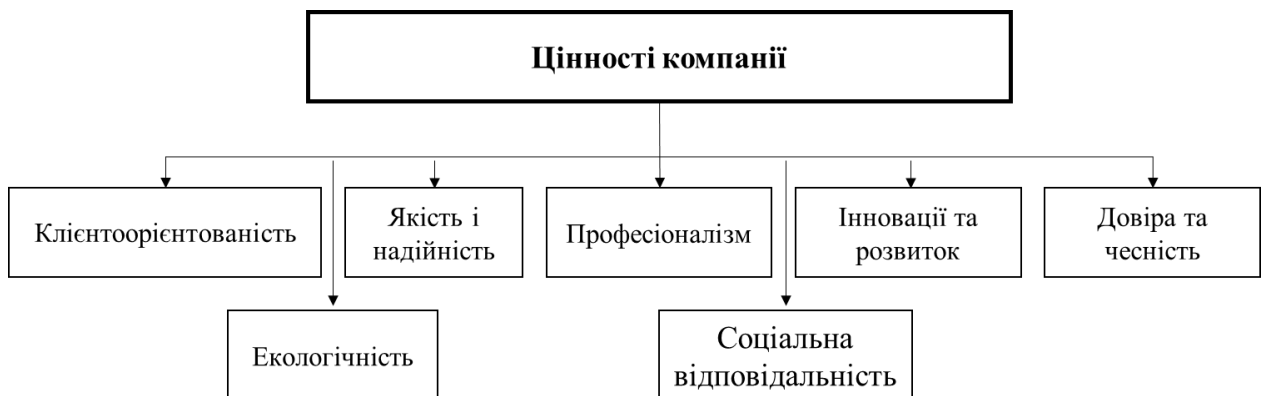 Цінності компанії
Клієнтоорієнтованість
Якість і
надійність
Професіоналізм
Інновації та
розвиток
Довіра та
чесність
Екологічність
Соціальна
відповідальність